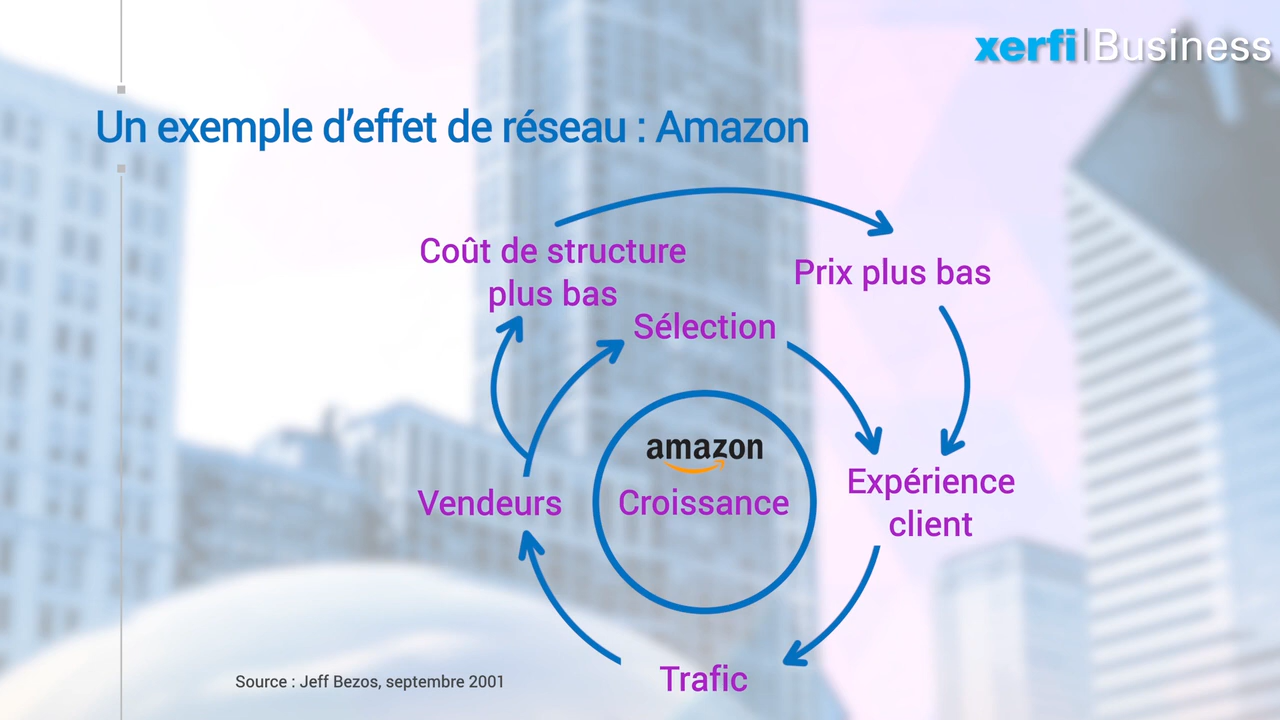 xerfi Business
Un exemple d’effet de réseau : Amazon
Coût de structure
plus bas
Prix plus bas
Sélection
amazon
Croissance
Vendeurs
Expérience
client
Trafic
Source : Jeff Bezos, septembre 2001